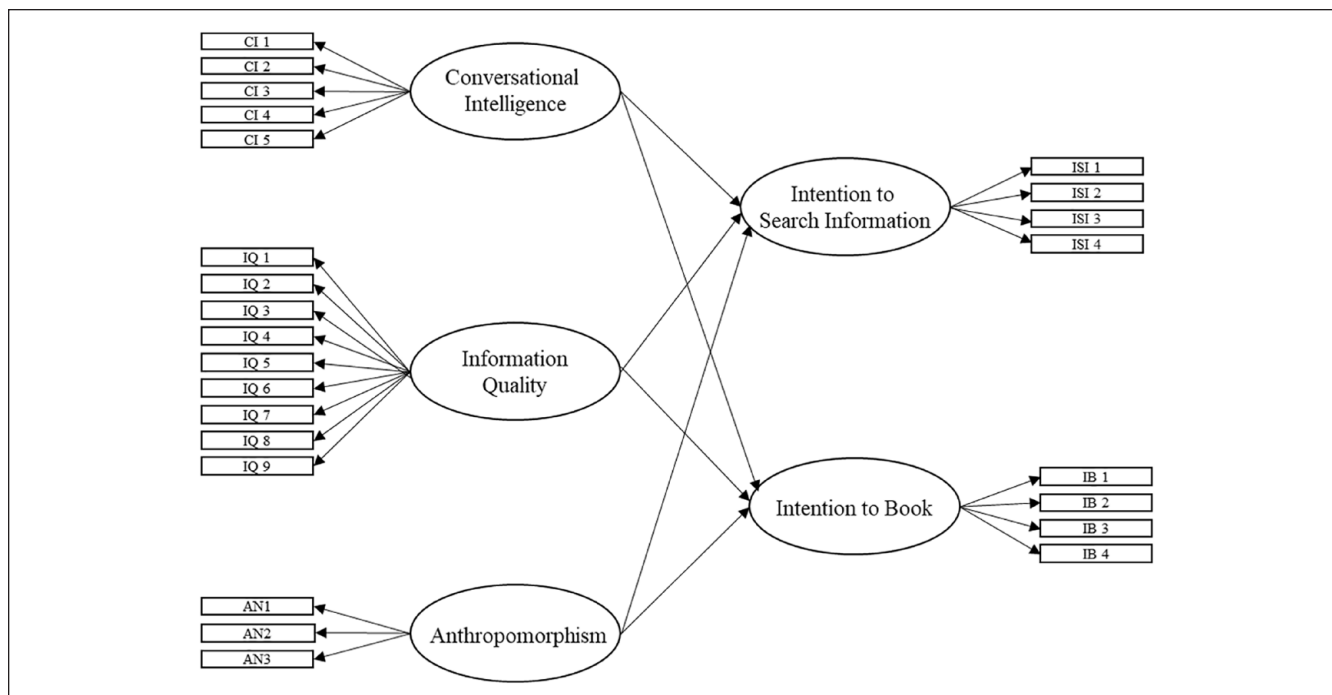 CI 1
CI 2
CI 3
CI 4
CI 5
Conversational
Intelligence
IQ 1
IQ 2
IQ 3
IQ 4
IQ 5
IQ 6
IQ 7
IQ 8
IQ 9
Information
Quality
AN1
AN2
AN3
Anthropomorphism
Intention to
Search Information
ISI 1
ISI 2
ISI 3
ISI 4
Intention to Book
IB 1
IB 2
IB 3
IB 4